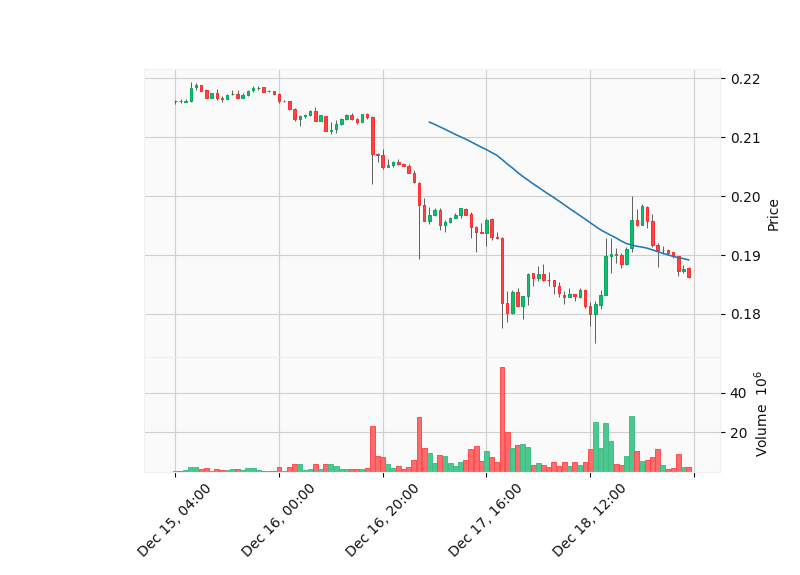 0.22
0.21
0.20
0.19
0.18
Price
40
20
Volume 10^6
Dec 15, 04:00
Dec 16, 00:00
Dec 16, 20:00
Dec 17, 16:00
Dec 18, 12:00